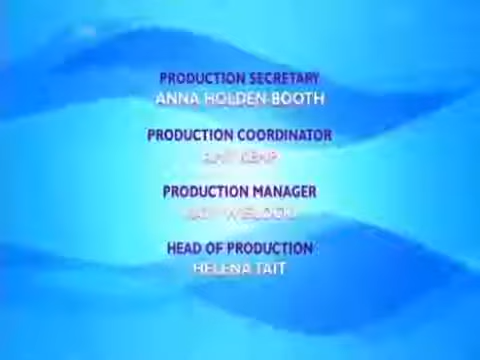 PRODUCTION SECRETARY
ANNA HOLDEN-BOOTH
PRODUCTION COORDINATOR
PRODUCTION MANAGER
HEAD OF PRODUCTION
HELENA TAIT